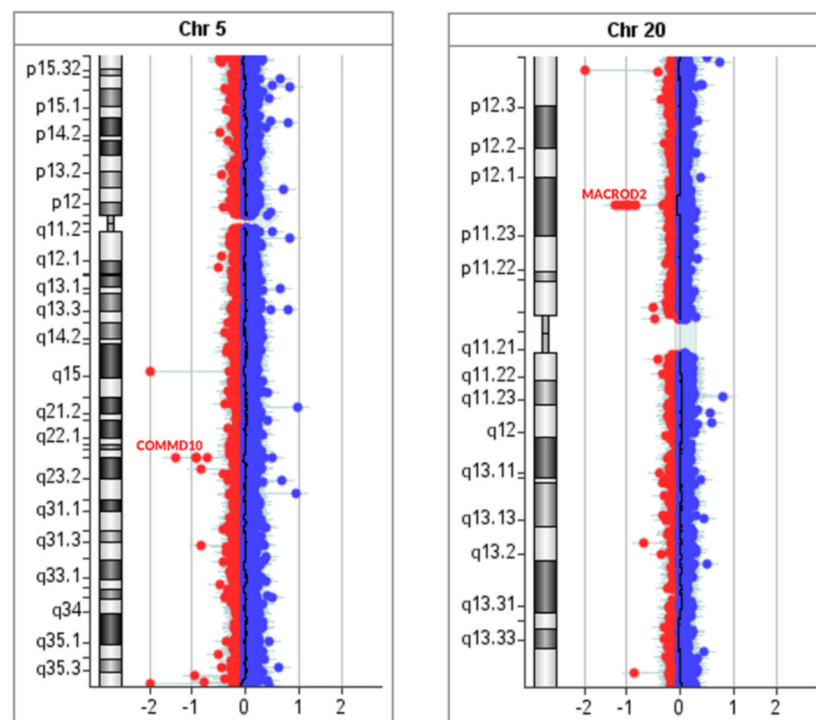 Chr 5
p15.32
p15.1
p14.2
p13.2
p12
q11.2
q12.1
q13.1
q13.3
q14.2
q15
q21.2
q22.1
COMMD10
q23.2
q31.1
q31.3
q33.1
q34
q35.1
q35.3
-2 -1 0 1 2
Chr 20
p12.3
p12.2
p12.1
MACROD2
p11.23
p11.22
q11.21
q11.22
q11.23
q12
q13.11
q13.13
q13.2
q13.31
q13.33
-2 -1 0 1 2